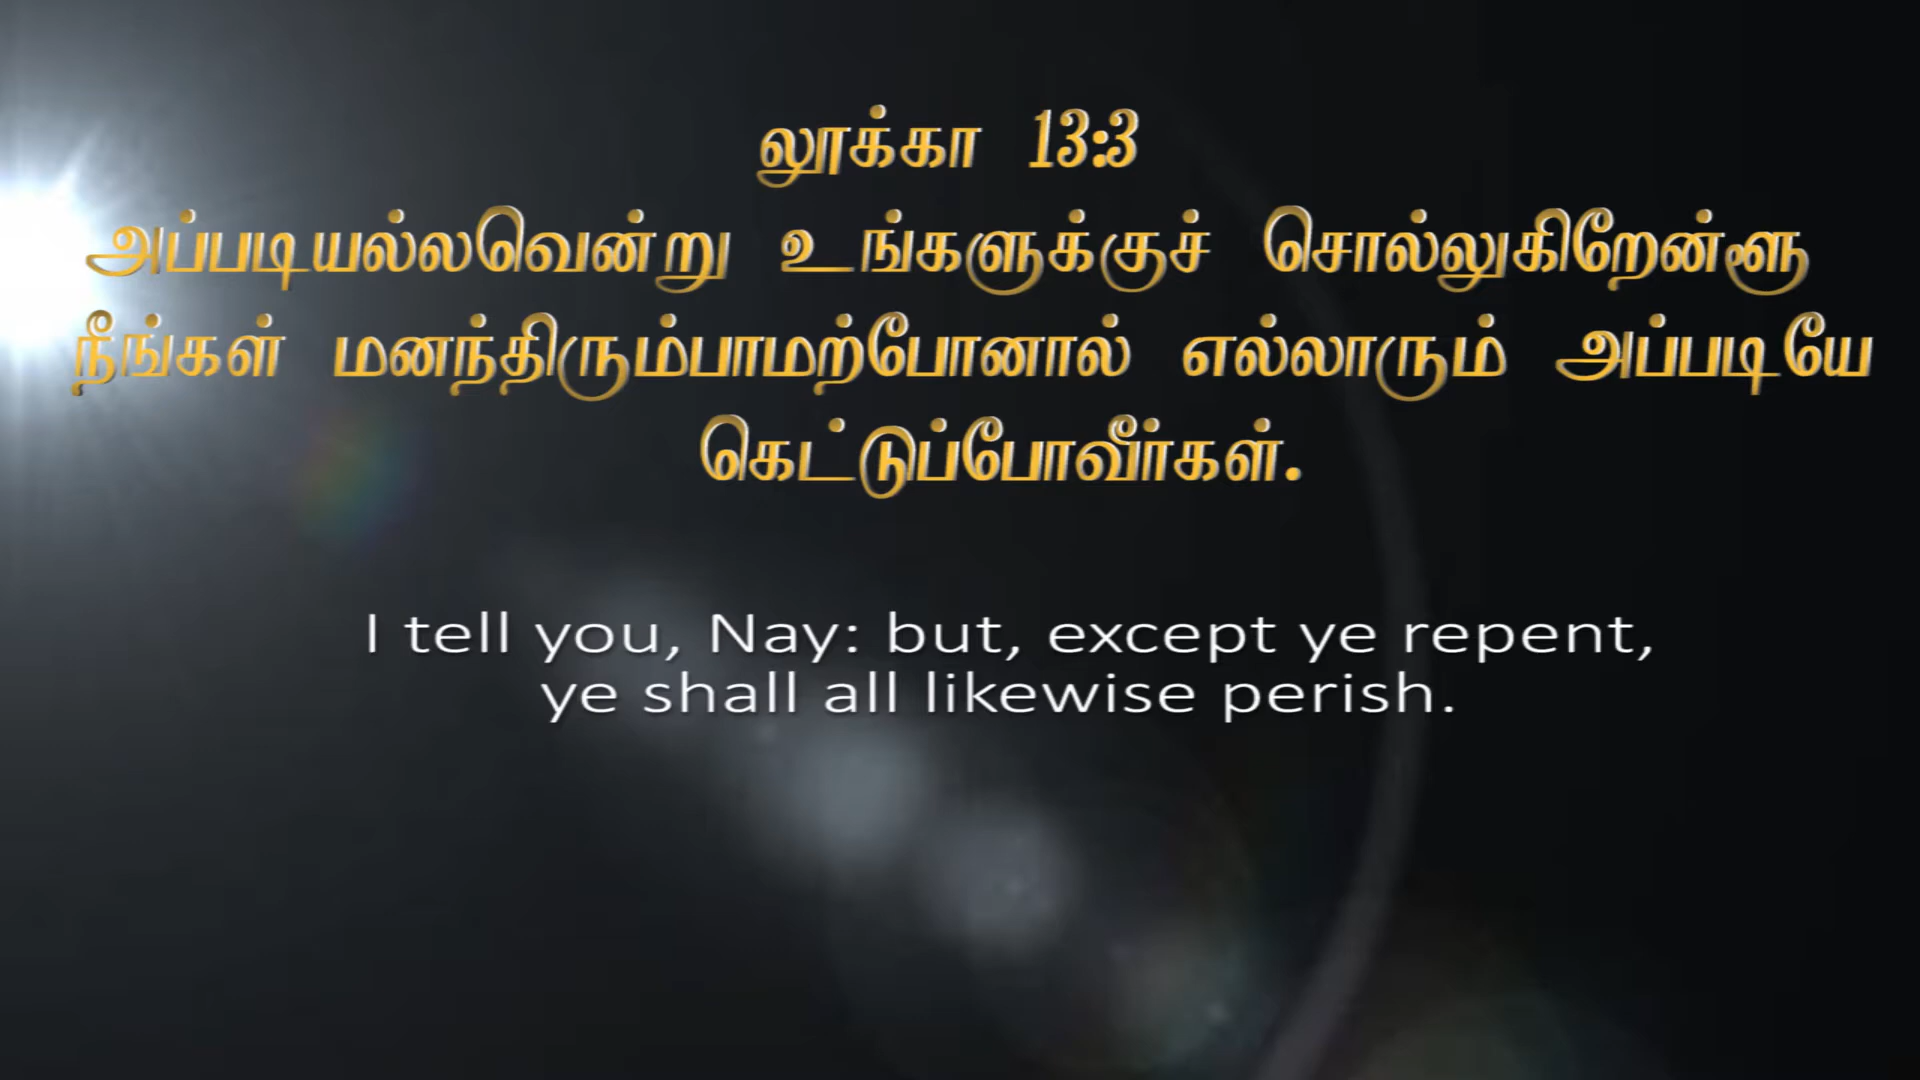 லூக்கா 13:3
அப்படியல்லவென்று உங்களுக்குச் சொல்லுகிறேன்ளூ
நீங்கள் மனந்திரும்பாமற்போனால் எல்லாரும் அப்படியே
கெட்டுப்போவீர்கள்.
I tell you, Nay: but, except ye repent,
ye shall all likewise perish.